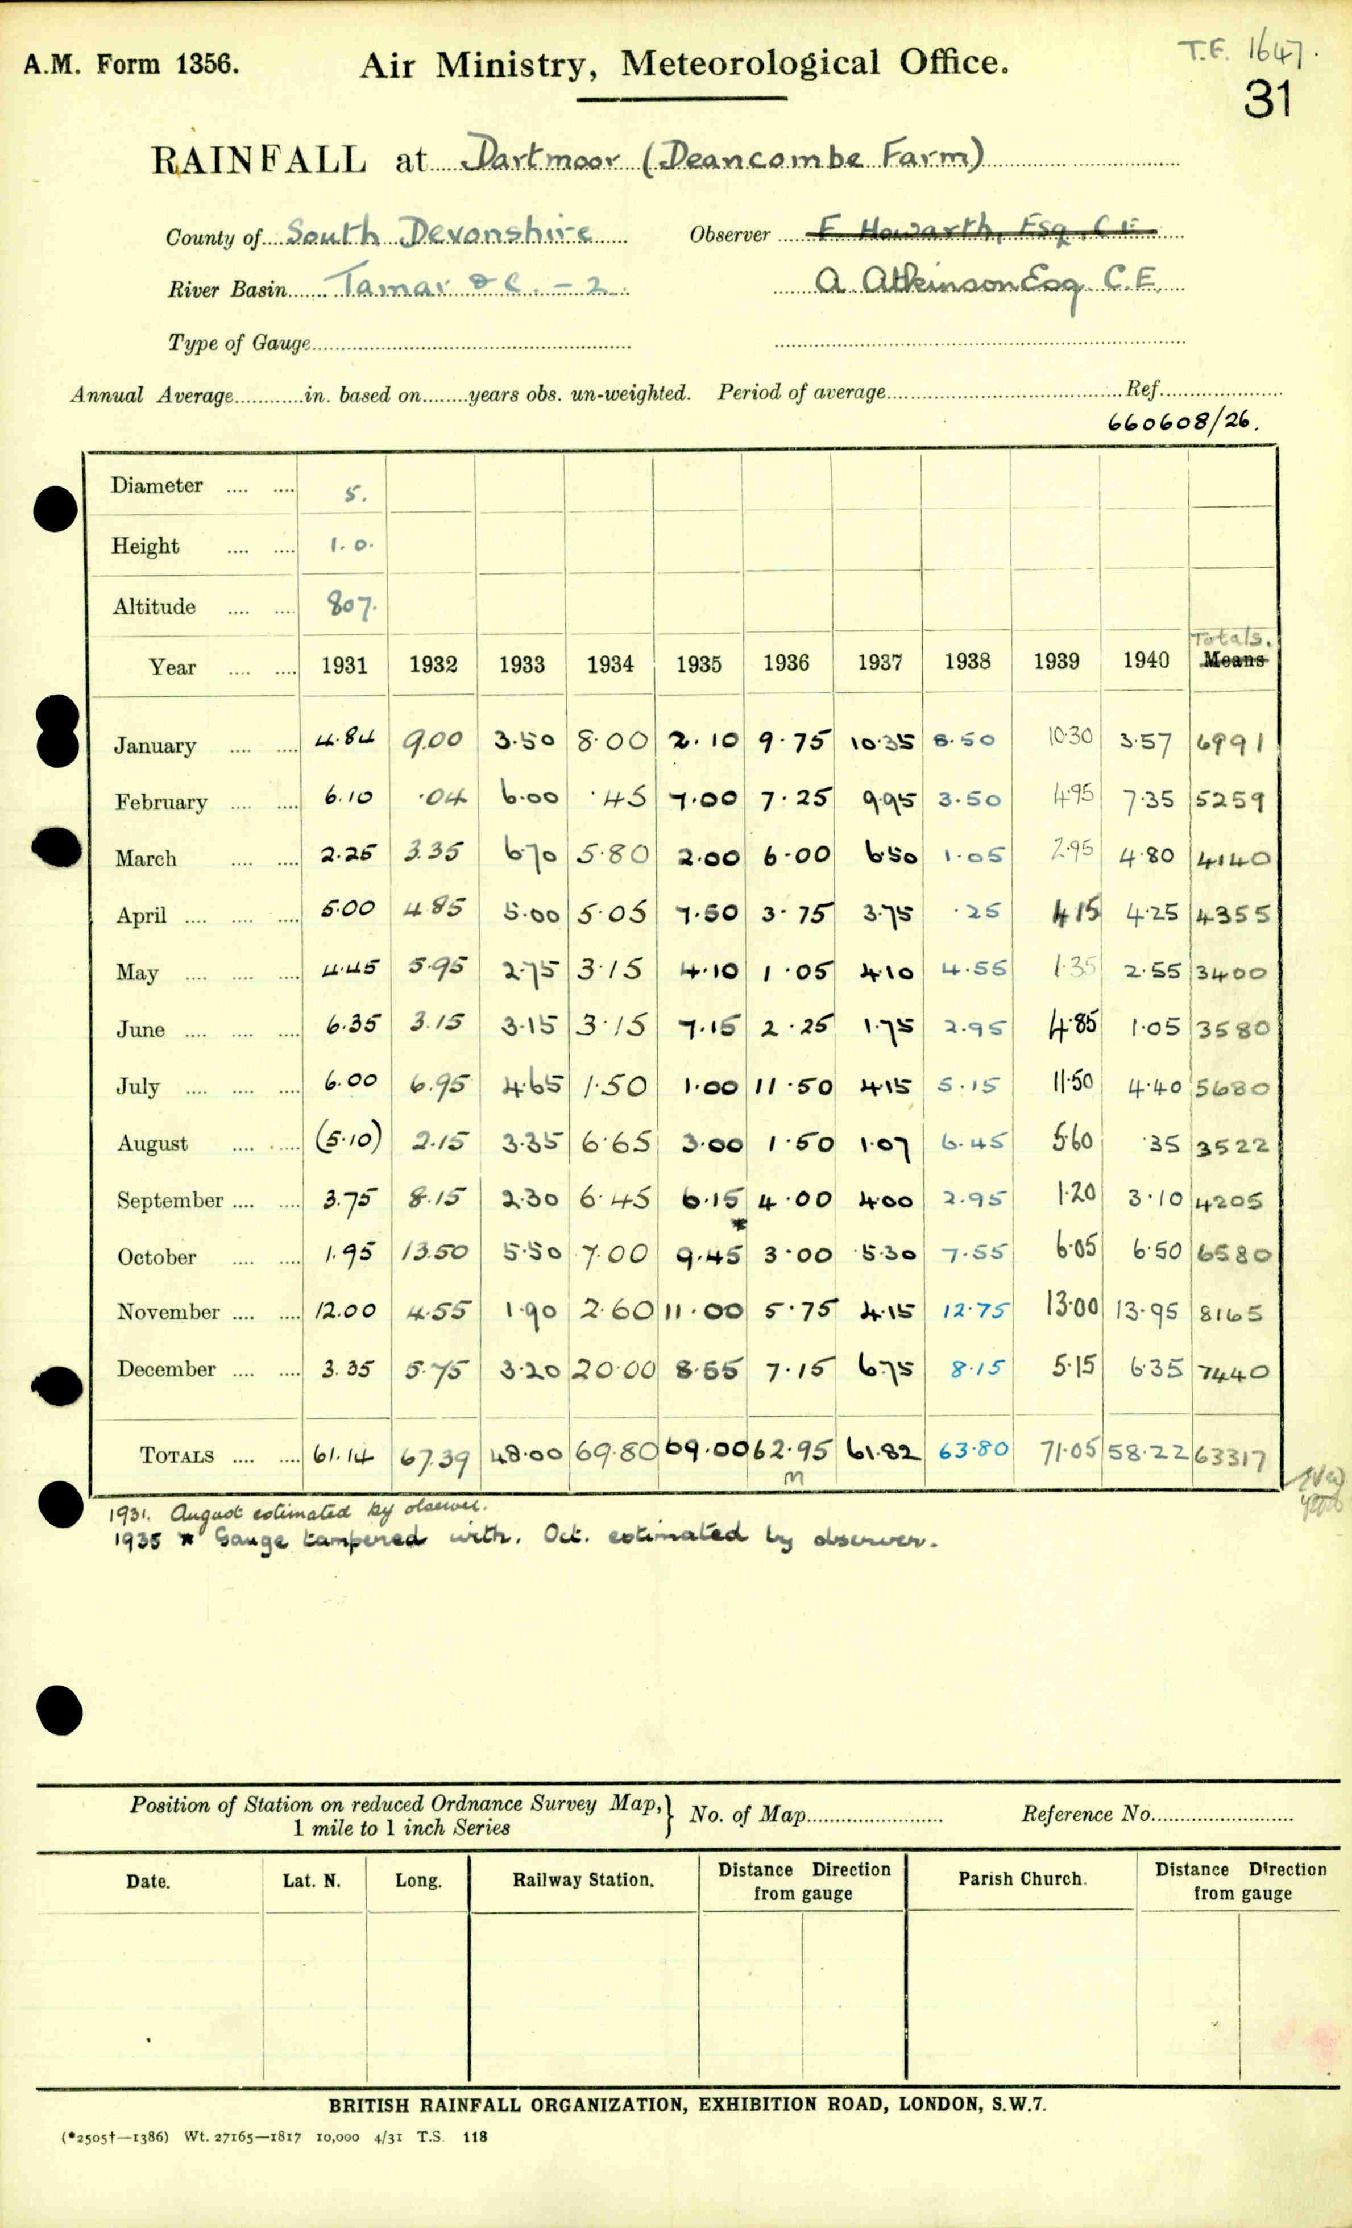 T.F. 1647.
A.M. Form 1356. Air Ministry, Meteorological Office.
31
RAINFALL at Dartmoor (Deancombe Farm)
County of South Devonshire Observer F Howarth, Esq. C.E.
River Basin Tamar &c. - 2. A Atkinson Esq. C.E.
Type of Gauge
Annual Average in. based on years obs. un-weighted. Period of average Ref.
660608/26.
Diameter 5.
Height 1.0.
Altitude 807.
Totals.
Year 1931 1932 1933 1934 1935 1936 1937 1938 1939 1940 Means
January 4.84 9.00 3.50 8.00 2.10 9.75 10.35 8.50 10.30 3.57 6991
February 6.10 .04 6.00 .45 7.00 7.25 9.95 3.50 4.95 7.35 5259
March 2.25 3.35 6.70 5.80 2.00 6.00 6.50 1.05 2.95 4.80 4140
April 5.00 4.85 5.00 5.05 7.50 3.75 3.75 .25 4.15 4.25 4355
May 4.45 5.95 2.75 3.15 4.10 1.05 4.10 4.55 1.35 2.55 3400
June 6.35 3.15 3.15 3.15 7.15 2.25 1.75 2.95 4.85 1.05 3580
July 6.00 6.95 4.65 1.50 1.00 11.50 4.15 5.15 11.50 4.40 5680
August (5.10) 2.15 3.35 6.65 3.00 1.50 1.07 6.45 5.60 .35 3522
September 3.75 8.15 2.30 6.45 6.15 4.00 4.00 2.95 1.20 3.10 4205
October 1.95 13.50 5.50 7.00 9.45* 3.00 5.30 7.55 6.05 6.50 6580
November 12.00 4.55 1.90 2.60 11.00 5.75 4.15 12.75 13.00 13.95 8165
December 3.35 5.75 3.20 20.00 8.55 7.15 6.75 8.15 5.15 6.35 7440
TOTALS 61.14 67.39 48.00 69.80 69.00 62.95 61.82 63.80 71.05 58.22 63317
m
1931. August estimated by observer.
1935 * Gauge tampered with. Oct. estimated by observer.
Position of Station on reduced Ordnance Survey Map, } No. of Map Reference No.
1 mile to 1 inch Series
Date. Lat. N. Long. Railway Station. Distance Direction from gauge Parish Church. Distance Direction from gauge
BRITISH RAINFALL ORGANIZATION, EXHIBITION ROAD, LONDON, S.W.7.
(*2505†—1386) Wt. 27165—1817 10,000 4/31 T.S. 118